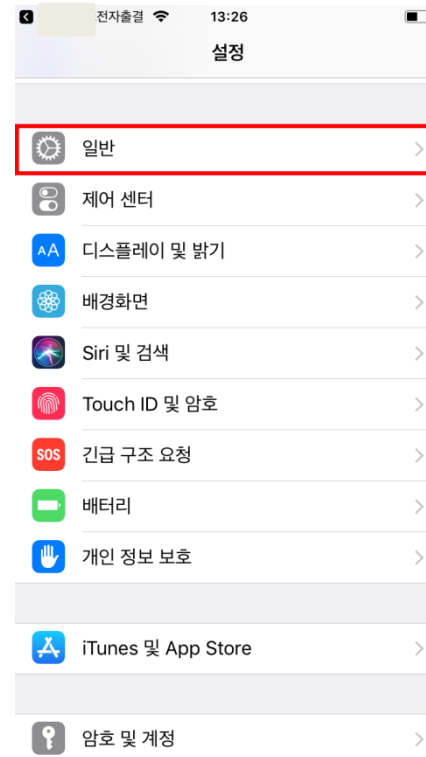 전자출결 13:26
설정
일반
제어 센터
AA 디스플레이 및 밝기
배경화면
Siri 및 검색
Touch ID 및 암호
SOS 긴급 구조 요청
배터리
개인 정보 보호
iTunes 및 App Store
암호 및 계정